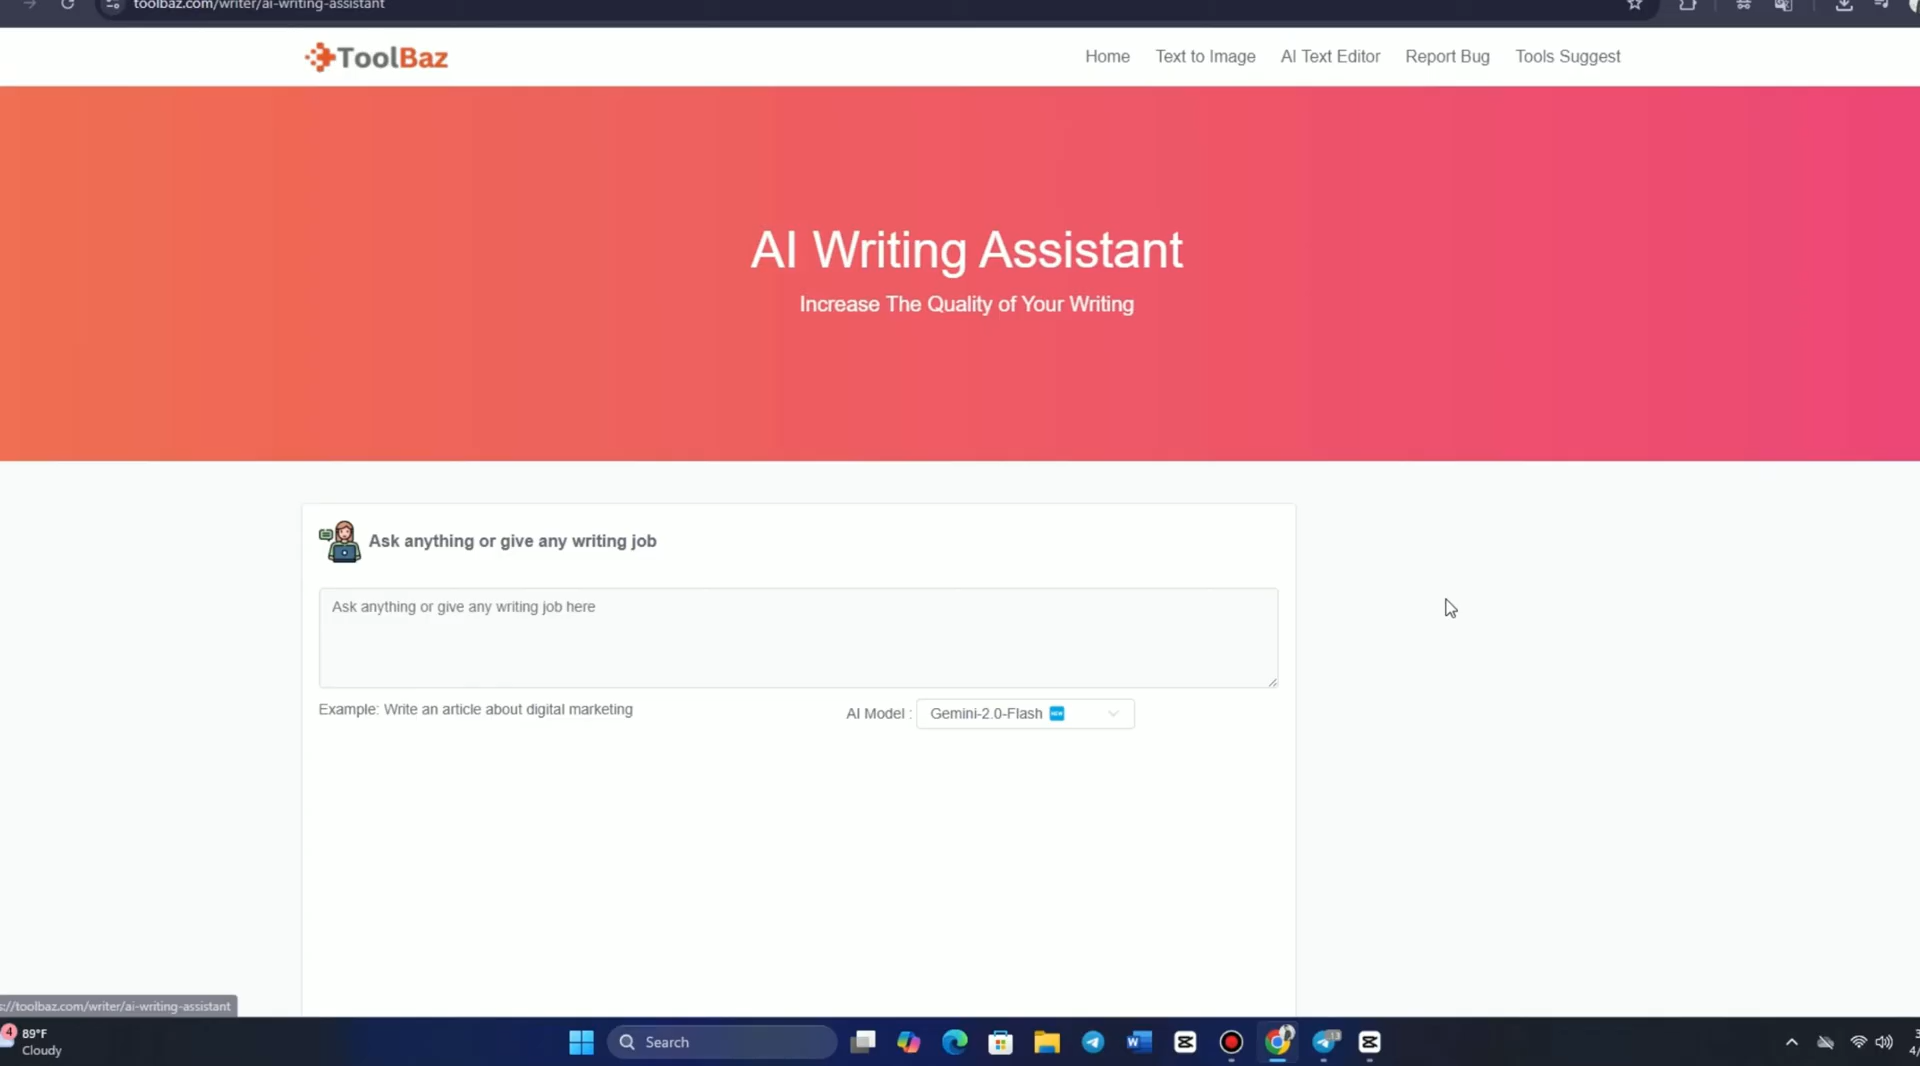 toolbaz.com/writer/ai-writing-assistant
ToolBaz
Home Text to Image AI Text Editor Report Bug Tools Suggest
AI Writing Assistant
Increase The Quality of Your Writing
Ask anything or give any writing job
Ask anything or give any writing job here
Example: Write an article about digital marketing
AI Model : Gemini-2.0-Flash NEW
s://toolbaz.com/writer/ai-writing-assistant
4
89°F
Cloudy
Search
13